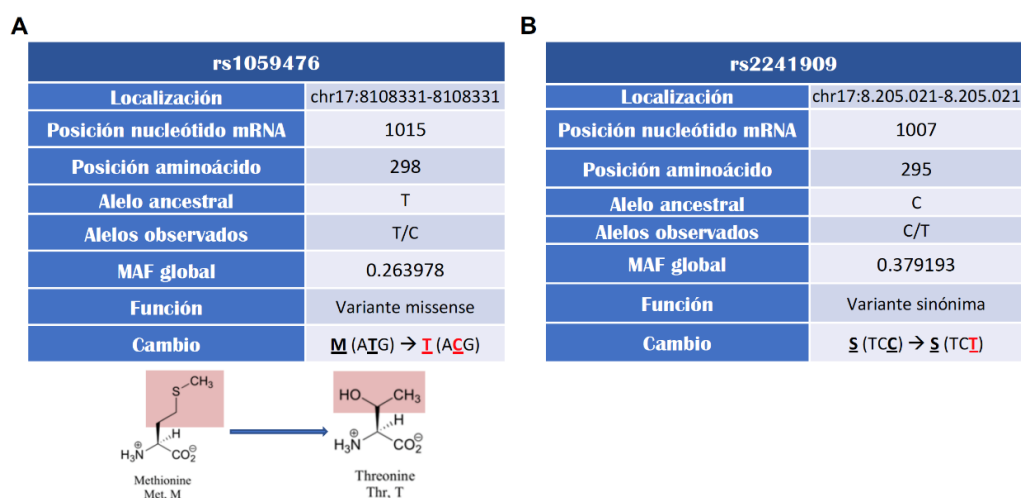 A
rs1059476
Localización chr17:8108331-8108331
Posición nucleótido mRNA 1015
Posición aminoácido 298
Alelo ancestral T
Alelos observados T/C
MAF global 0.263978
Función Variante missense
Cambio M (ATG) → T (ACG)
S CH₃
H
H₃N⊕ CO₂⊖
Methionine
Met, M
HO CH₃
H
H₃N⊕ CO₂⊖
Threonine
Thr, T
B
rs2241909
Localización chr17:8.205.021-8.205.021
Posición nucleótido mRNA 1007
Posición aminoácido 295
Alelo ancestral C
Alelos observados C/T
MAF global 0.379193
Función Variante sinónima
Cambio S (TCC) → S (TCT)